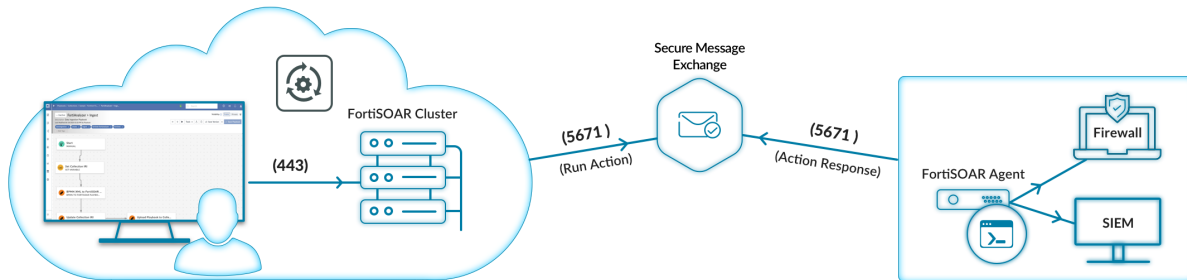 Secure Message
Exchange
FortiSOAR Cluster
(443)
(5671)
(Run Action)
(5671)
(Action Response)
Firewall
FortiSOAR Agent
SIEM